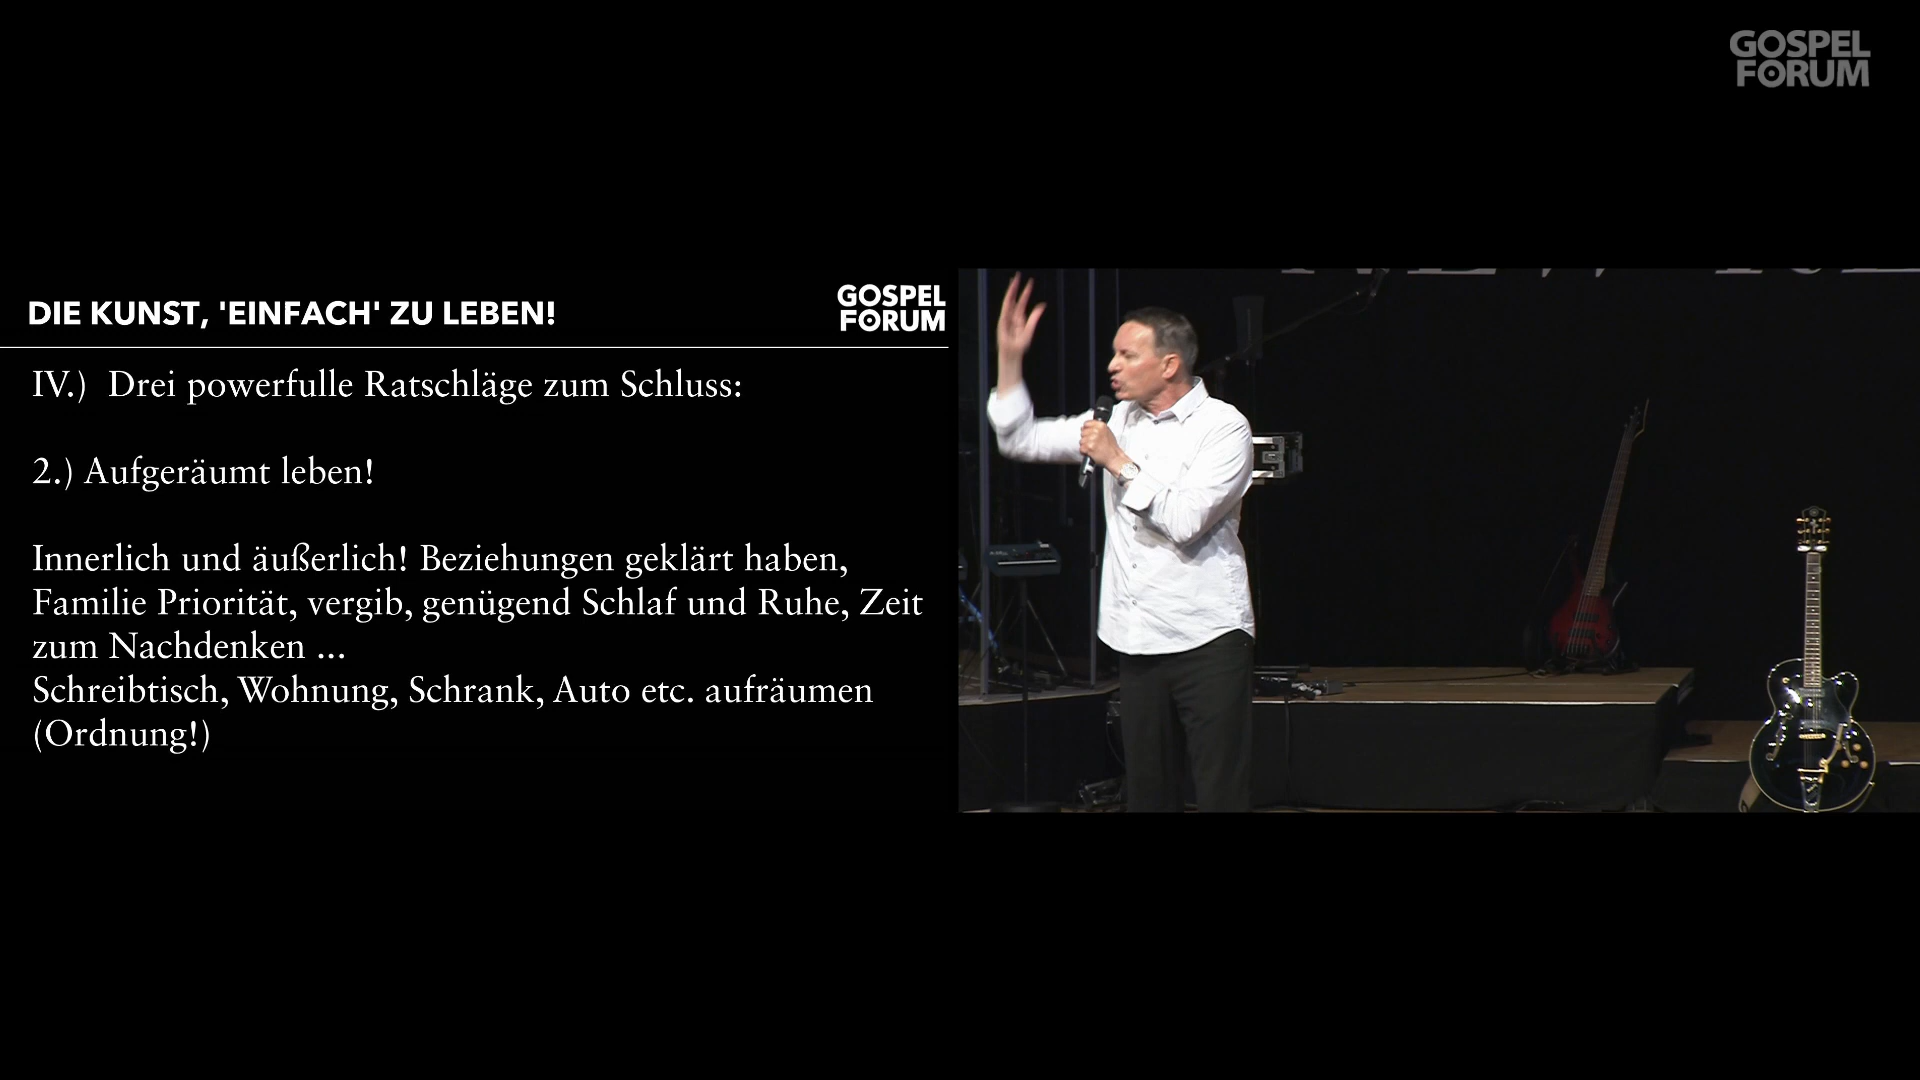 GOSPEL
FORUM
DIE KUNST, 'EINFACH' ZU LEBEN!
GOSPEL
FORUM
IV.) Drei powerfulle Ratschläge zum Schluss:
2.) Aufgeräumt leben!
Innerlich und äußerlich! Beziehungen geklärt haben,
Familie Priorität, vergib, genügend Schlaf und Ruhe, Zeit
zum Nachdenken ...
Schreibtisch, Wohnung, Schrank, Auto etc. aufräumen
(Ordnung!)